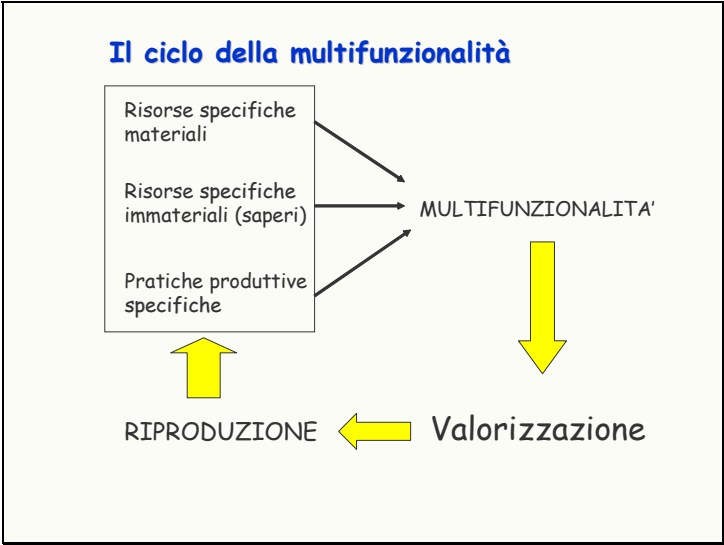 Il ciclo della multifunzionalità
Risorse specifiche
materiali
Risorse specifiche
immateriali (saperi)
MULTIFUNZIONALITA'
Pratiche produttive
specifiche
RIPRODUZIONE
Valorizzazione